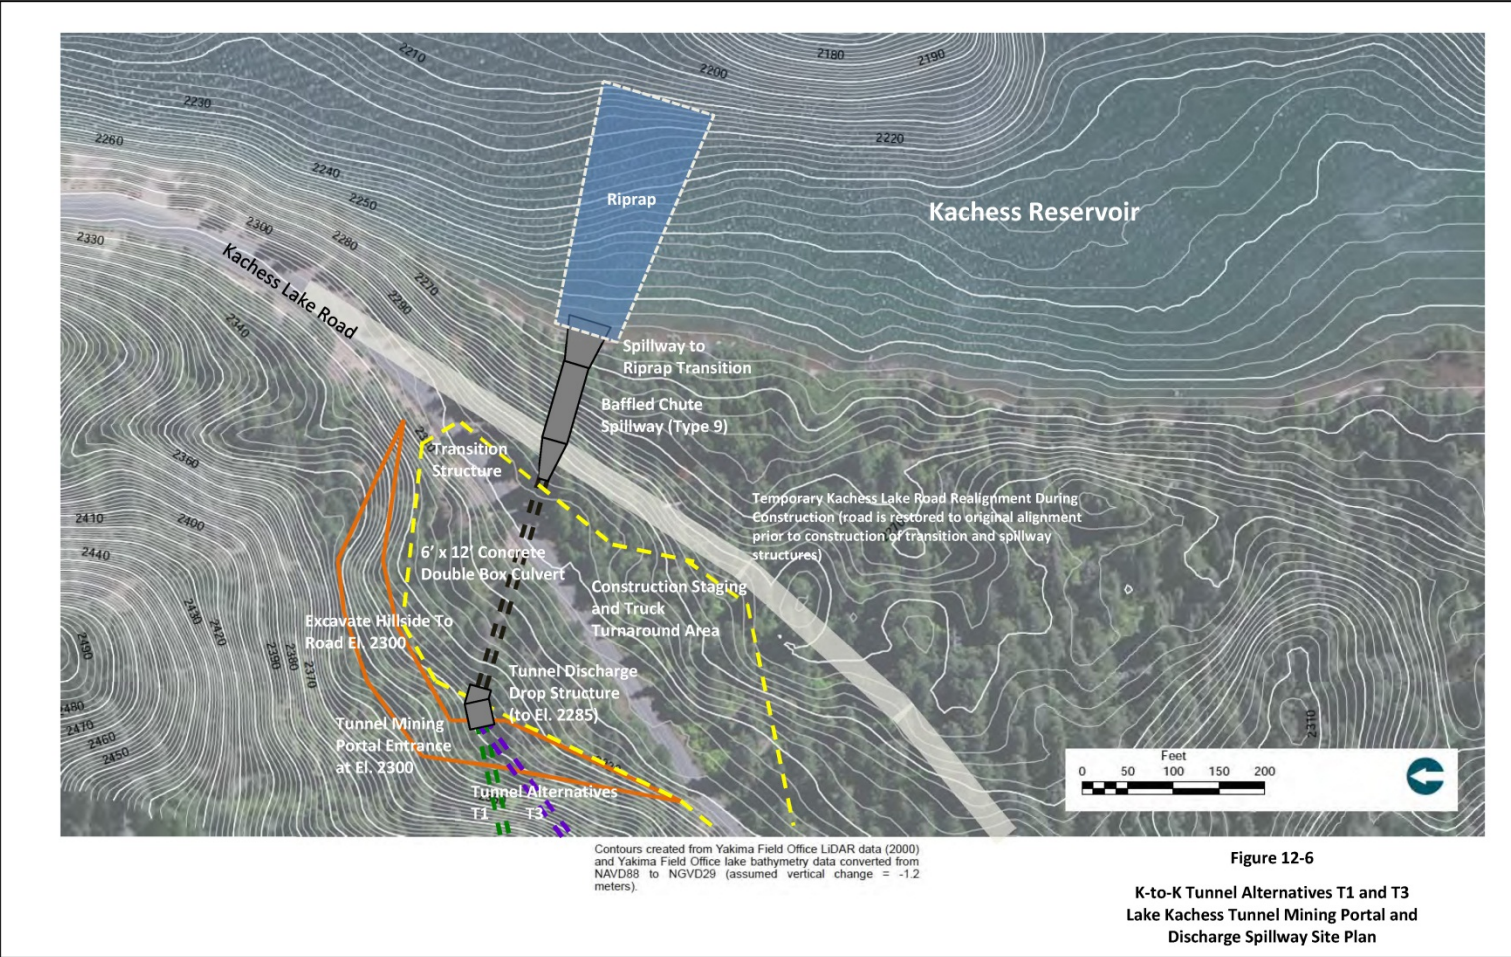 2210
2180
2190
2200
2230
2220
2260
2240
2250
Riprap
Kachess Reservoir
2300
2330
2280
Kachess Lake Road
2270
2290
2340
Spillway to
Riprap Transition
Baffled Chute
Spillway (Type 9)
Transition
Structure
2360
Temporary Kachess Lake Road Realignment During
Construction (road is restored to original alignment
prior to construction of transition and spillway
structures)
2410
2400
2440
6' x 12' Concrete
Double Box Culvert
Construction Staging
and Truck
Turnaround Area
2430
2420
Excavate Hillside To
Road El. 2300
2490
2390
2380
2370
Tunnel Discharge
Drop Structure
(to El. 2285)
2480
2470
2460
2450
Tunnel Mining
Portal Entrance
at El. 2300
2310
Tunnel Alternatives
T1 T3
Feet
0 50 100 150 200
Contours created from Yakima Field Office LiDAR data (2000)
and Yakima Field Office lake bathymetry data converted from
NAVD88 to NGVD29 (assumed vertical change = -1.2
meters).
Figure 12-6
K-to-K Tunnel Alternatives T1 and T3
Lake Kachess Tunnel Mining Portal and
Discharge Spillway Site Plan